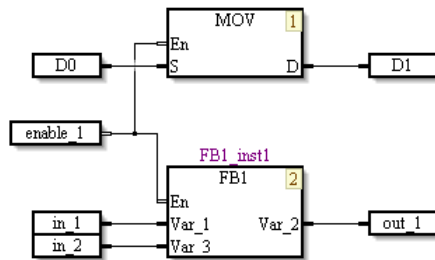 MOV 1
En
D0 S D D1
enable_1
FB1_inst1
FB1 2
En
in_1 Var_1 Var_2 out_1
in_2 Var_3